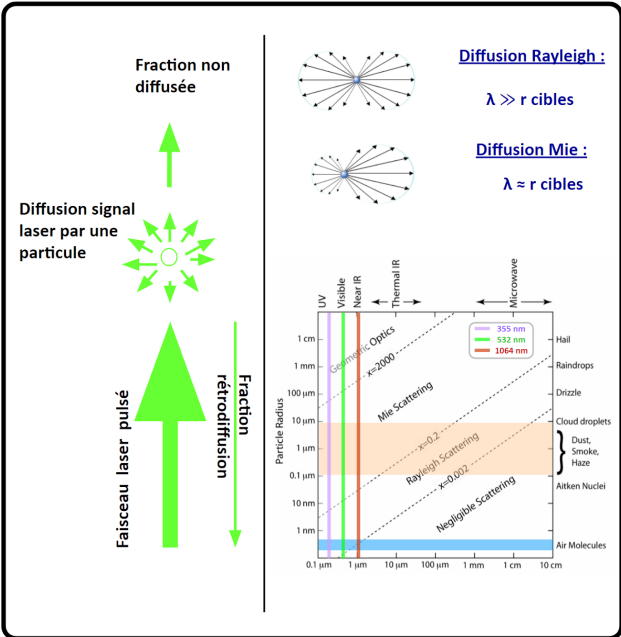 Fraction non
diffusée
Diffusion signal
laser par une
particule
Faisceau laser pulsé
Fraction
rétrodiffusion
Diffusion Rayleigh :
λ ≫ r cibles
Diffusion Mie :
λ ≈ r cibles
UV
Visible
Near IR
Thermal IR
Microwave
355 nm
532 nm
1064 nm
Geometric Optics
x=2000
Mie Scattering
x=0.2
Rayleigh Scattering
x=0.002
Negligible Scattering
Particle Radius
1 cm
1 mm
100 µm
10 µm
1 µm
0.1 µm
10 nm
1 nm
Hail
Raindrops
Drizzle
Cloud droplets
Dust,
Smoke,
Haze
Aitken Nuclei
Air Molecules
0.1 µm
1 µm
10 µm
100 µm
1 mm
1 cm
10 cm